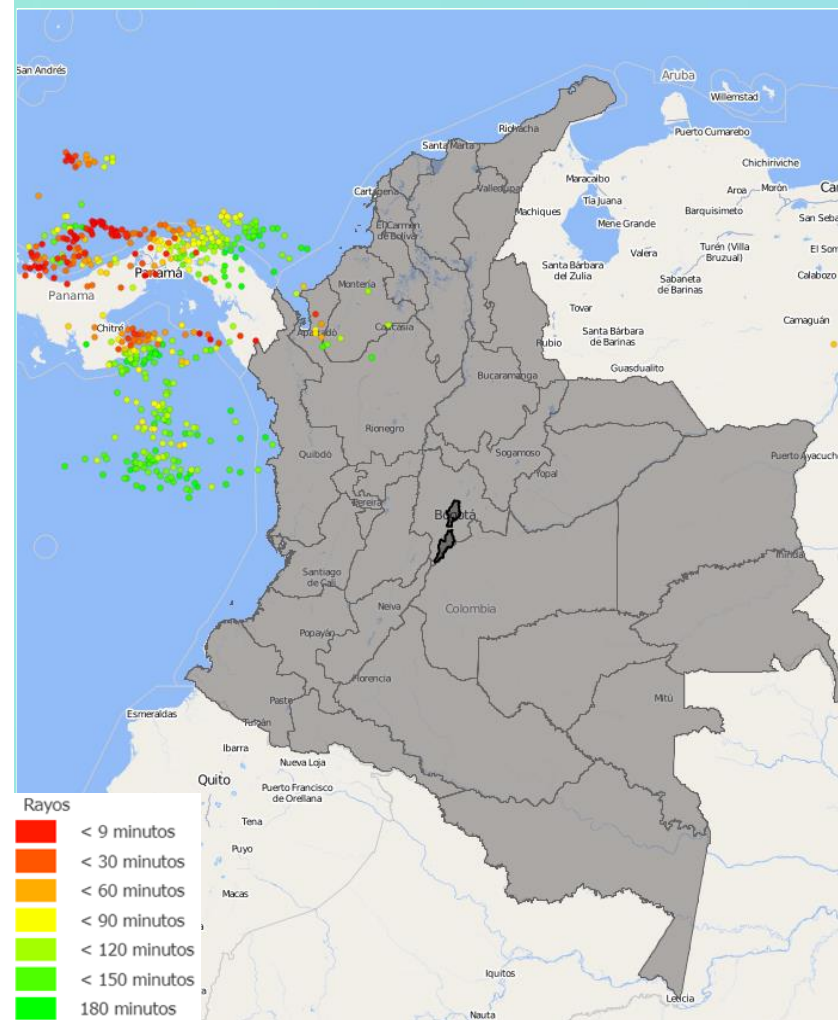 San Andrés
Aruba
Willemstad
Riohacha
Puerto Cumarebo
Santa Marta
Chichiriviche
Maracaibo
Cartagena
Valledupar
Aroa
Morón
Tía Juana
Machiques
Barquisimeto
San Seba
Mene Grande
El Carmen
de Bolívar
Valera
Turén (Villa
Bruzual)
El Som
Panamá
Santa Bárbara
del Zulia
Sabaneta
de Barinas
Calabozo
Panama
Montería
Tovar
Camaguán
Chitré
Apartadó
Caucasia
Santa Bárbara
de Barinas
Rubio
Guasdualito
Bucaramanga
Rionegro
Quibdó
Sogamoso
Puerto Ayacuch
Yopal
Pereira
Bogotá
Inírida
Santiago
de Cali
Neiva
Colombia
Popayán
Florencia
Mitú
Pasto
Esmeraldas
Tulcán
Ibarra
Nueva Loja
Quito
Puerto Francisco
de Orellana
Rayos
Tena
< 9 minutos
Puyo
< 30 minutos
Macas
< 60 minutos
< 90 minutos
< 120 minutos
Iquitos
< 150 minutos
Leticia
180 minutos
Nauta